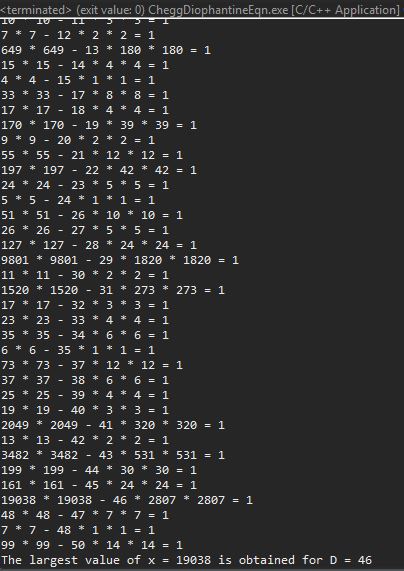 <terminated> (exit value: 0) CheggDiophantineEqn.exe [C/C++ Application]
10 * 10 - 11 * 3 * 3 = 1
7 * 7 - 12 * 2 * 2 = 1
649 * 649 - 13 * 180 * 180 = 1
15 * 15 - 14 * 4 * 4 = 1
4 * 4 - 15 * 1 * 1 = 1
33 * 33 - 17 * 8 * 8 = 1
17 * 17 - 18 * 4 * 4 = 1
170 * 170 - 19 * 39 * 39 = 1
9 * 9 - 20 * 2 * 2 = 1
55 * 55 - 21 * 12 * 12 = 1
197 * 197 - 22 * 42 * 42 = 1
24 * 24 - 23 * 5 * 5 = 1
5 * 5 - 24 * 1 * 1 = 1
51 * 51 - 26 * 10 * 10 = 1
26 * 26 - 27 * 5 * 5 = 1
127 * 127 - 28 * 24 * 24 = 1
9801 * 9801 - 29 * 1820 * 1820 = 1
11 * 11 - 30 * 2 * 2 = 1
1520 * 1520 - 31 * 273 * 273 = 1
17 * 17 - 32 * 3 * 3 = 1
23 * 23 - 33 * 4 * 4 = 1
35 * 35 - 34 * 6 * 6 = 1
6 * 6 - 35 * 1 * 1 = 1
73 * 73 - 37 * 12 * 12 = 1
37 * 37 - 38 * 6 * 6 = 1
25 * 25 - 39 * 4 * 4 = 1
19 * 19 - 40 * 3 * 3 = 1
2049 * 2049 - 41 * 320 * 320 = 1
13 * 13 - 42 * 2 * 2 = 1
3482 * 3482 - 43 * 531 * 531 = 1
199 * 199 - 44 * 30 * 30 = 1
161 * 161 - 45 * 24 * 24 = 1
19038 * 19038 - 46 * 2807 * 2807 = 1
48 * 48 - 47 * 7 * 7 = 1
7 * 7 - 48 * 1 * 1 = 1
99 * 99 - 50 * 14 * 14 = 1
The largest value of x = 19038 is obtained for D = 46